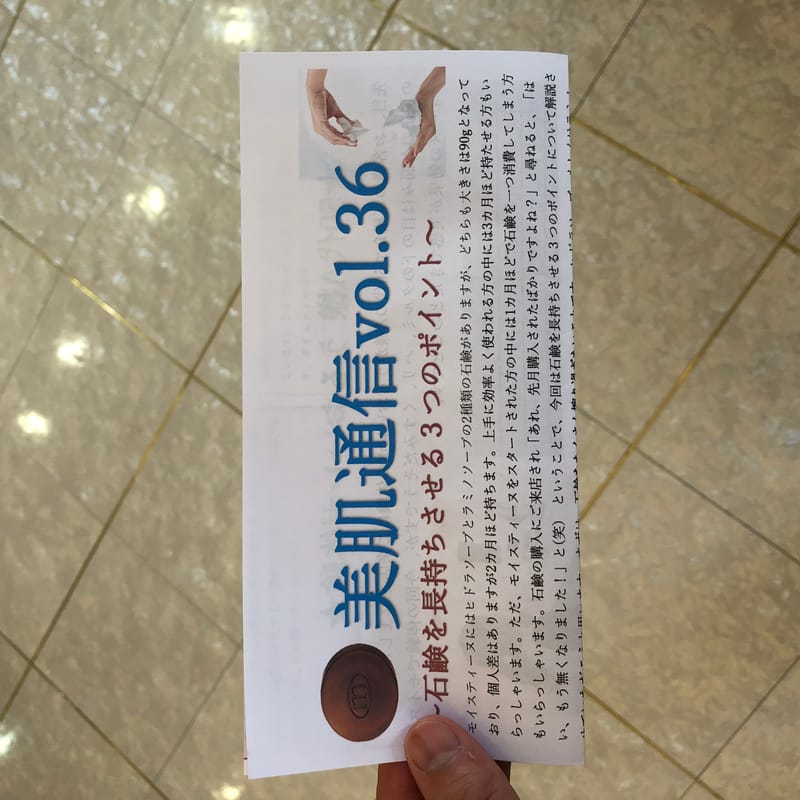 美肌通信vol.36
~石鹸を長持ちさせる3つのポイント~
モイスティーヌにはヒドラソープとラミノソープの2種類の石鹸がありますが、どちらも大きさは90gとなって
おり、個人差はありますが2カ月ほど持ちます。上手に効率よく使われる方の中には3カ月ほど持たせる方もい
らっしゃいます。ただ、モイスティーヌをスタートされた方の中には1カ月ほどで石鹸を一つ消費してしまう方
もいらっしゃいます。石鹸の購入にご来店され「あれ、先月購入されたばかりですよね?」と尋ねると、「は
い、もう無くなりました!」と(笑) ということで、今回は石鹸を長持ちさせる3つのポイントについて解説さ
m